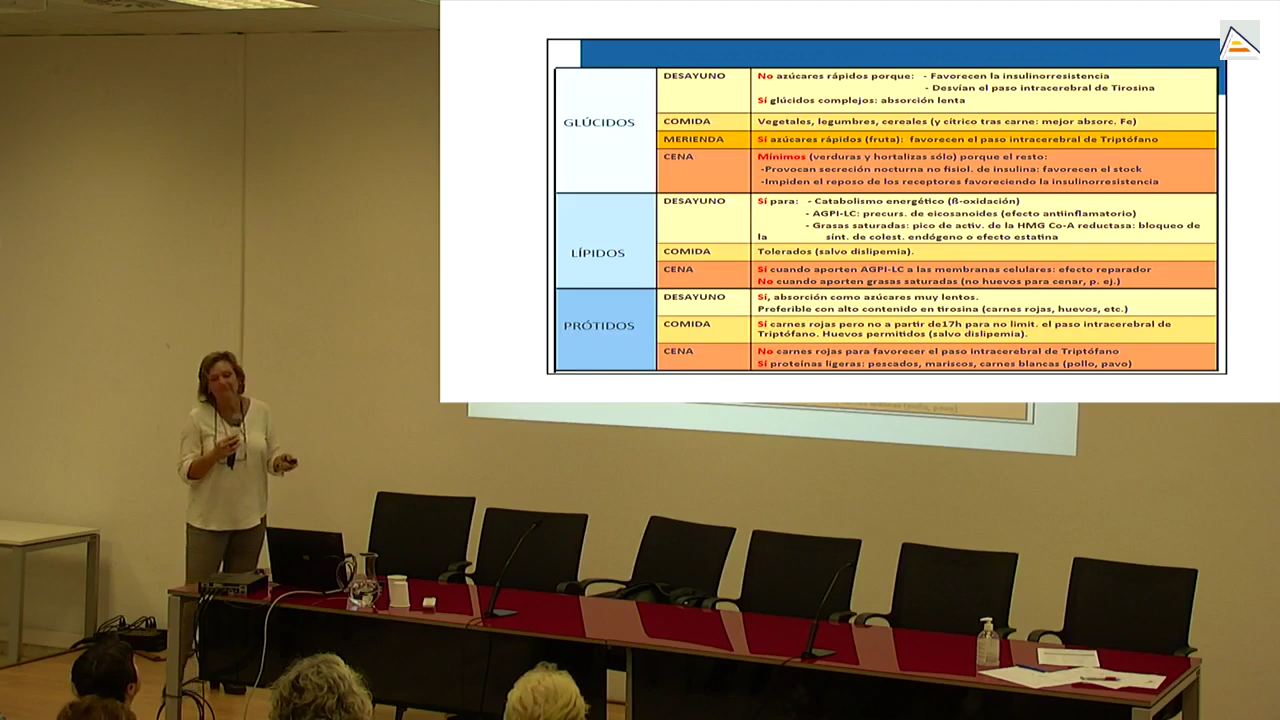 GLÚCIDOS
DESAYUNO
No azúcares rápidos porque: - Favorecen la insulinorresistencia
- Desvían el paso intracerebral de Tirosina
Sí glúcidos complejos: absorción lenta
COMIDA
Vegetales, legumbres, cereales (y cítrico tras carne: mejor absorc. Fe)
MERIENDA
Sí azúcares rápidos (fruta): favorecen el paso intracerebral de Triptófano
CENA
Mínimos (verduras y hortalizas sólo) porque el resto:
-Provocan secreción nocturna no fisiol. de insulina: favorecen el stock
-Impiden el reposo de los receptores favoreciendo la insulinorresistencia
LÍPIDOS
DESAYUNO
Sí para: - Catabolismo energético (ß-oxidación)
- AGPI-LC: precurs. de eicosanoides (efecto antiinflamatorio)
- Grasas saturadas: pico de activ. de la HMG Co-A reductasa: bloqueo de
la sínt. de colest. endógeno o efecto estatina
COMIDA
Tolerados (salvo dislipemia).
CENA
Sí cuando aporten AGPI-LC a las membranas celulares: efecto reparador
No cuando aporten grasas saturadas (no huevos para cenar, p. ej.)
PRÓTIDOS
DESAYUNO
Sí, absorción como azúcares muy lentos.
Preferible con alto contenido en tirosina (carnes rojas, huevos, etc.)
COMIDA
Sí carnes rojas pero no a partir de17h para no limit. el paso intracerebral de
Triptófano. Huevos permitidos (salvo dislipemia).
CENA
No carnes rojas para favorecer el paso intracerebral de Triptófano
Sí proteínas ligeras: pescados, mariscos, carnes blancas (pollo, pavo)